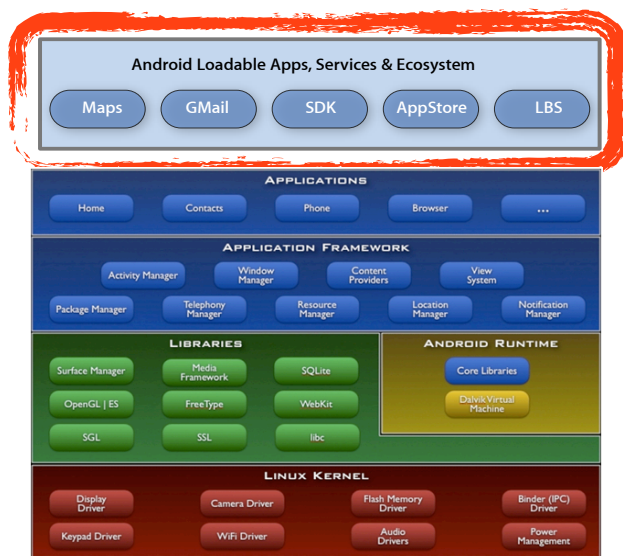 Android Loadable Apps, Services & Ecosystem
Maps GMail SDK AppStore LBS
APPLICATIONS
Home Contacts Phone Browser ...
APPLICATION FRAMEWORK
Activity Manager Window Manager Content Providers View System
Package Manager Telephony Manager Resource Manager Location Manager Notification Manager
LIBRARIES
Surface Manager Media Framework SQLite
OpenGL | ES FreeType WebKit
SGL SSL libc
ANDROID RUNTIME
Core Libraries
Dalvik Virtual Machine
LINUX KERNEL
Display Driver Camera Driver Flash Memory Driver Binder (IPC) Driver
Keypad Driver WiFi Driver Audio Drivers Power Management